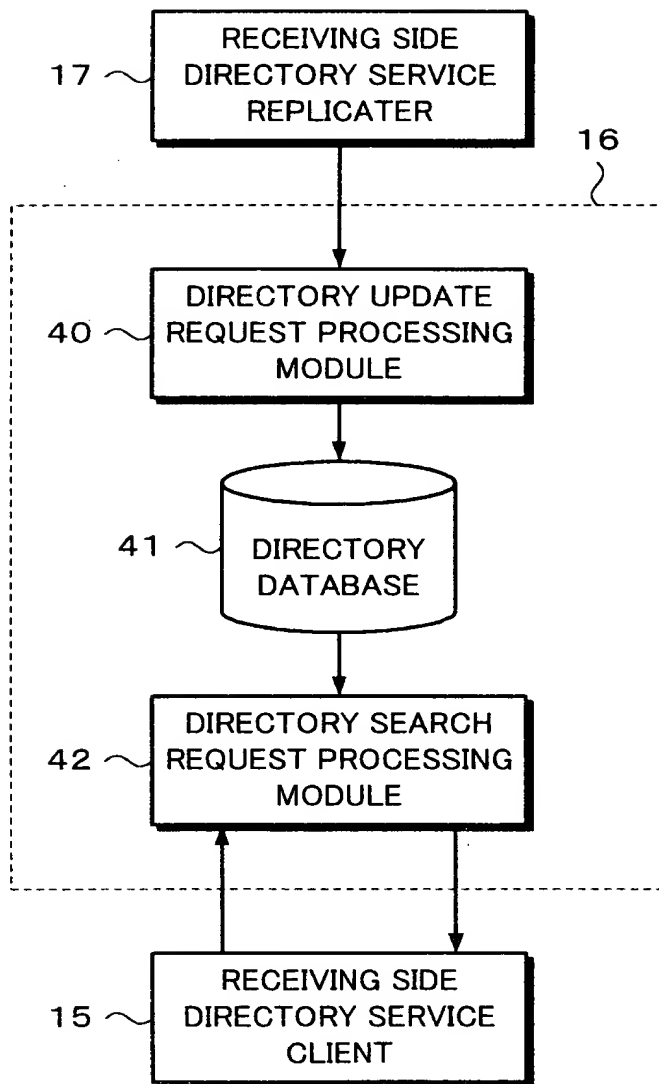 RECEIVING SIDE
17
DIRECTORY SERVICE
REPLICATER
16
DIRECTORY UPDATE
40
REQUEST PROCESSING
MODULE
41
DIRECTORY
DATABASE
DIRECTORY SEARCH
42
REQUEST PROCESSING
MODULE
RECEIVING SIDE
15
DIRECTORY SERVICE
CLIENT